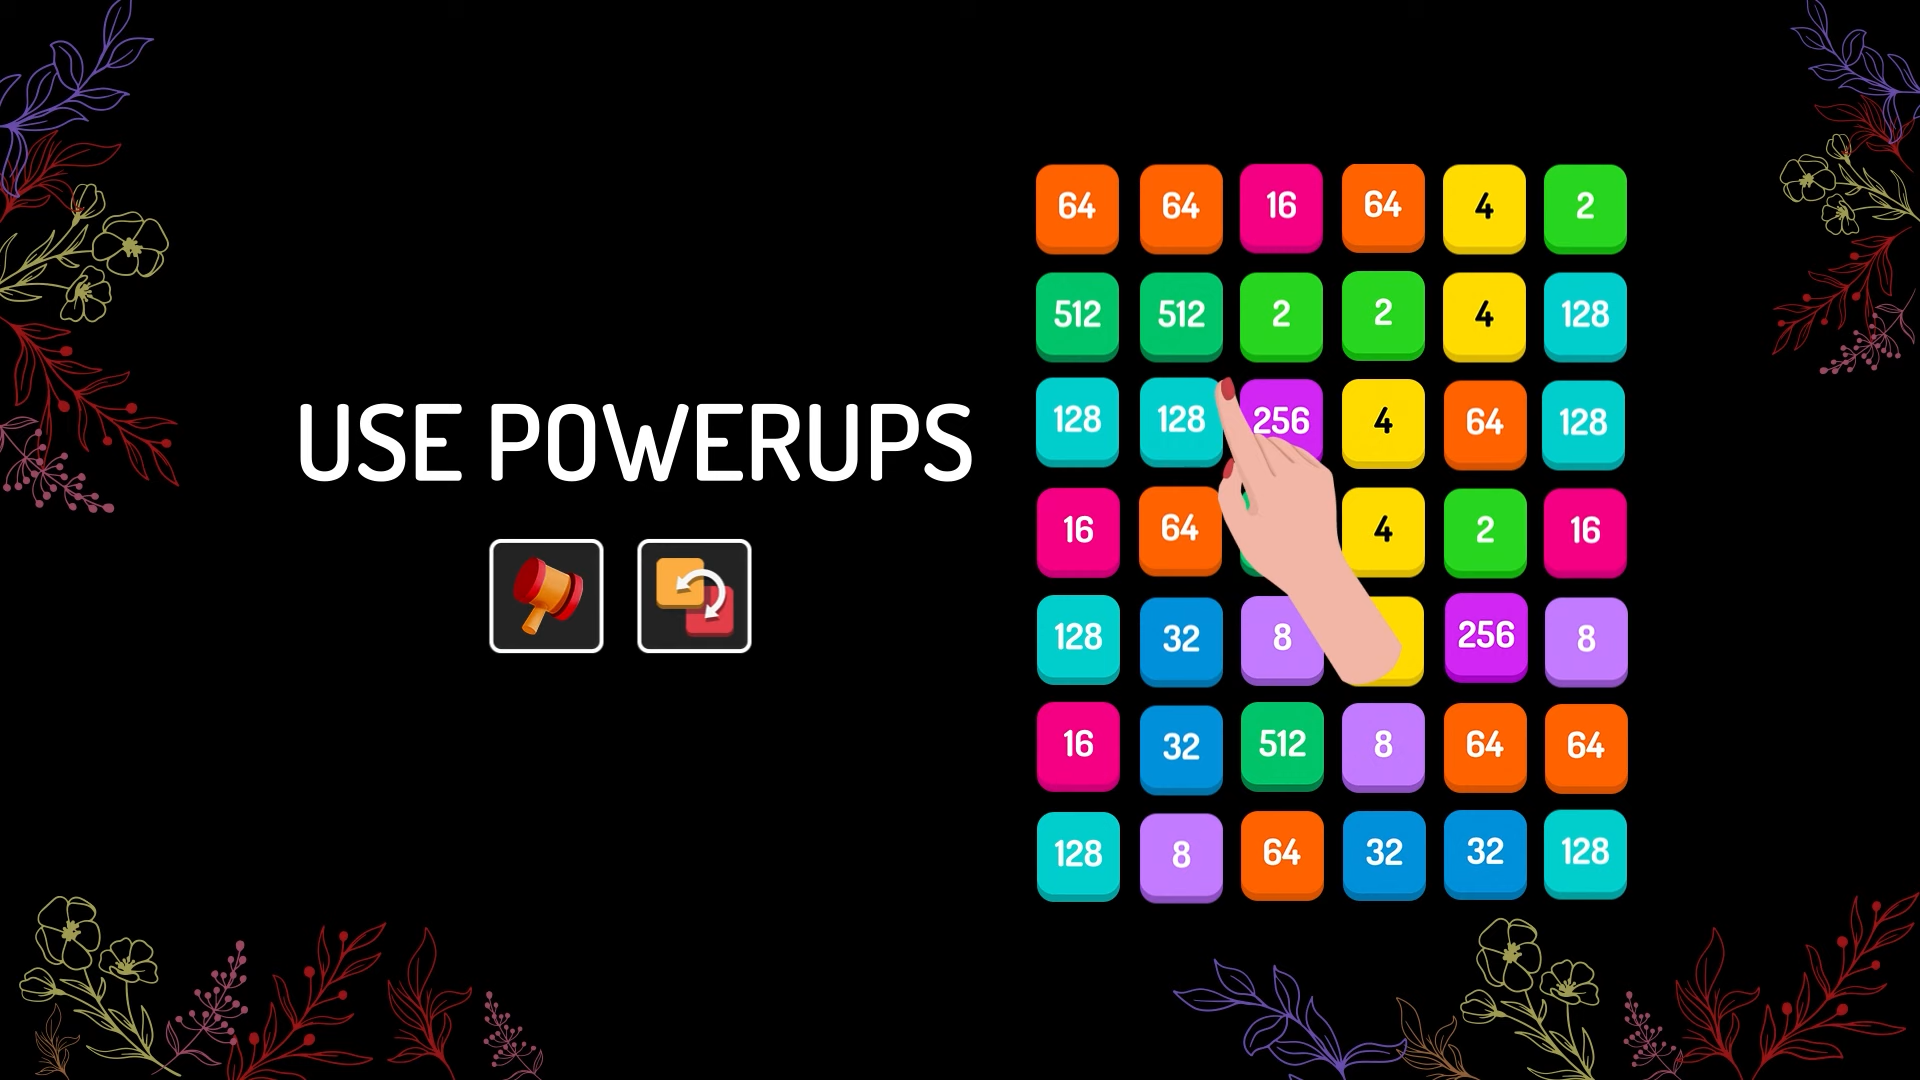 USE POWERUPS
64 64 16 64 4 2
512 512 2 2 4 128
128 128 256 4 64 128
16 64 4 2 16
128 32 8 256 8
16 32 512 8 64 64
128 8 64 32 32 128